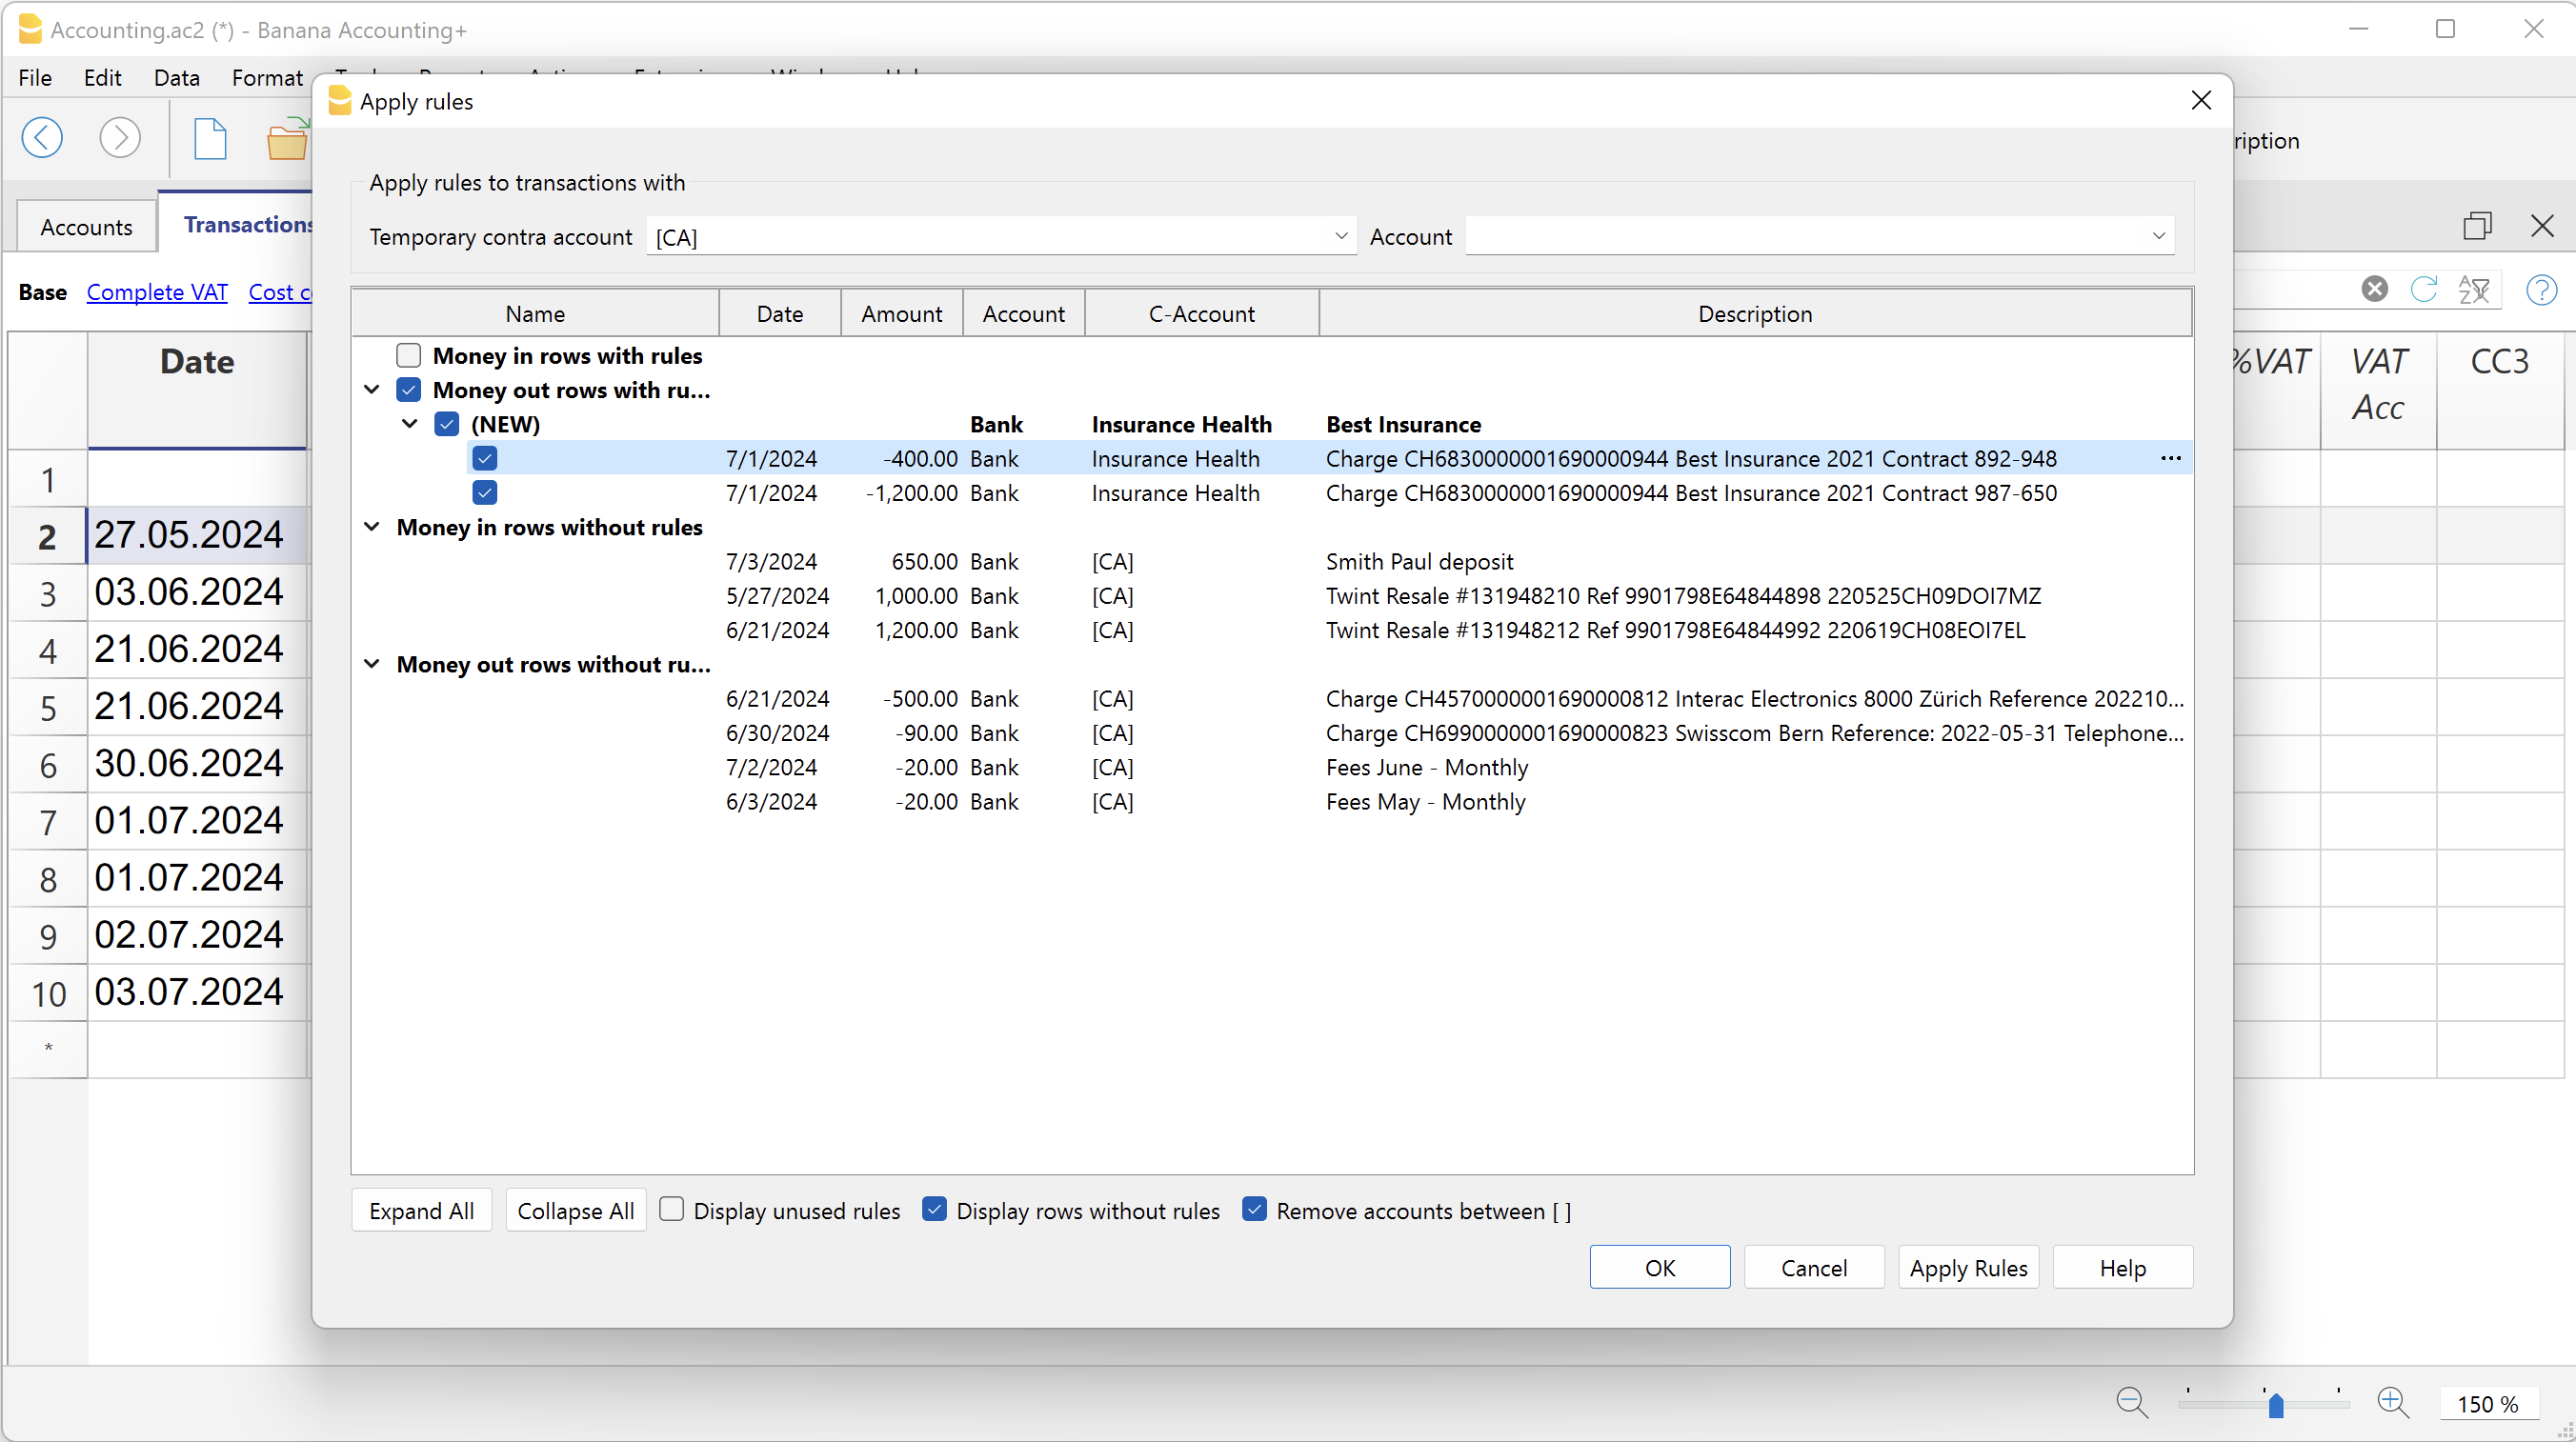 Accounting.ac2 (*) - Banana Accounting+
File Edit Data Format
Apply rules
ription
Apply rules to transactions with
Accounts Transactions
Temporary contra account [CA] Account
Base Complete VAT Cost c
Name Date Amount Account C-Account Description
Date %VAT VAT Acc CC3
Money in rows with rules
Money out rows with ru...
(NEW) Bank Insurance Health Best Insurance
7/1/2024 -400.00 Bank Insurance Health Charge CH6830000001690000944 Best Insurance 2021 Contract 892-948 ...
7/1/2024 -1,200.00 Bank Insurance Health Charge CH6830000001690000944 Best Insurance 2021 Contract 987-650
Money in rows without rules
7/3/2024 650.00 Bank [CA] Smith Paul deposit
5/27/2024 1,000.00 Bank [CA] Twint Resale #131948210 Ref 9901798E64844898 220525CH09DOI7MZ
6/21/2024 1,200.00 Bank [CA] Twint Resale #131948212 Ref 9901798E64844992 220619CH08EOI7EL
Money out rows without ru...
6/21/2024 -500.00 Bank [CA] Charge CH4570000001690000812 Interac Electronics 8000 Zürich Reference 202210...
6/30/2024 -90.00 Bank [CA] Charge CH6990000001690000823 Swisscom Bern Reference: 2022-05-31 Telephone...
7/2/2024 -20.00 Bank [CA] Fees June - Monthly
6/3/2024 -20.00 Bank [CA] Fees May - Monthly
1
2 27.05.2024
3 03.06.2024
4 21.06.2024
5 21.06.2024
6 30.06.2024
7 01.07.2024
8 01.07.2024
9 02.07.2024
10 03.07.2024
*
Expand All Collapse All Display unused rules Display rows without rules Remove accounts between [ ]
OK Cancel Apply Rules Help
150 %